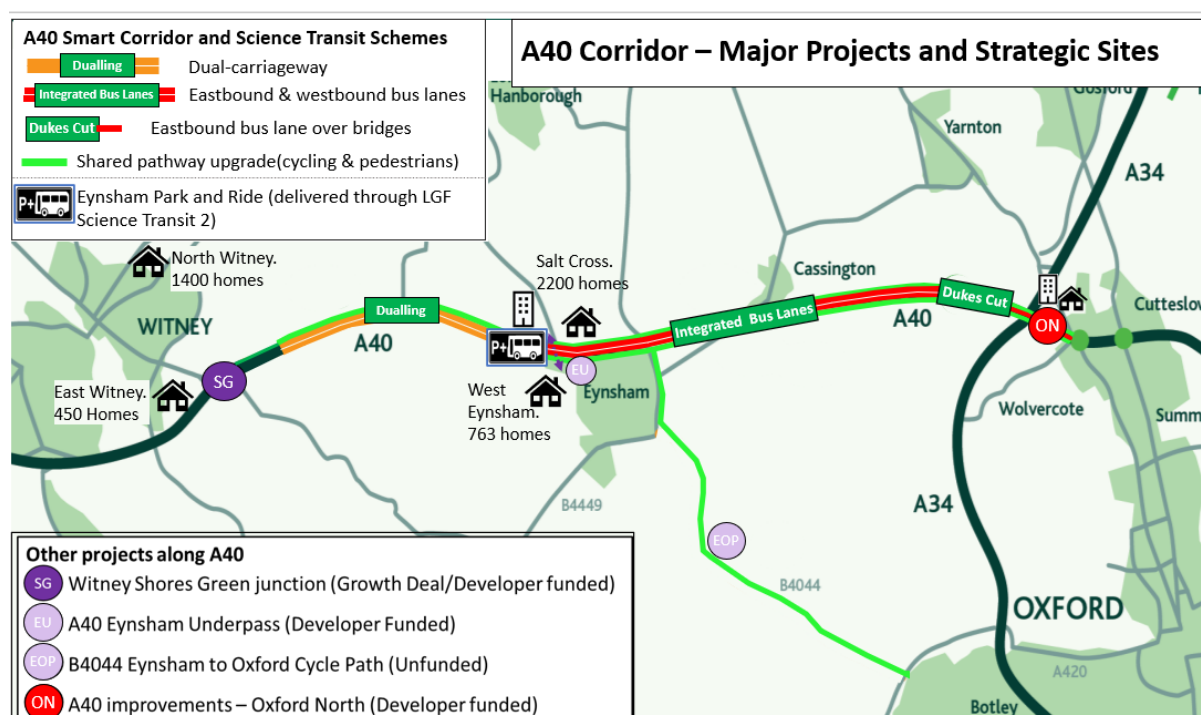 A40 Smart Corridor and Science Transit Schemes
Dualling
Dual-carriageway
Integrated Bus Lanes
Eastbound & westbound bus lanes
Dukes Cut
Eastbound bus lane over bridges
Shared pathway upgrade(cycling & pedestrians)
P+
Eynsham Park and Ride (delivered through LGF
Science Transit 2)
A40 Corridor – Major Projects and Strategic Sites
Hanborough
Yarnton
A34
North Witney.
1400 homes
Salt Cross.
2200 homes
Cassington
WITNEY
Dualling
A40
P+
Integrated Bus Lanes
A40
Dukes Cut
ON
SG
East Witney.
450 Homes
EU
Eynsham
West
Eynsham.
763 homes
Wolvercote
B4449
A34
EOP
B4044
OXFORD
A420
Botley
Other projects along A40
SG Witney Shores Green junction (Growth Deal/Developer funded)
EU A40 Eynsham Underpass (Developer Funded)
EOP B4044 Eynsham to Oxford Cycle Path (Unfunded)
ON A40 improvements – Oxford North (Developer funded)